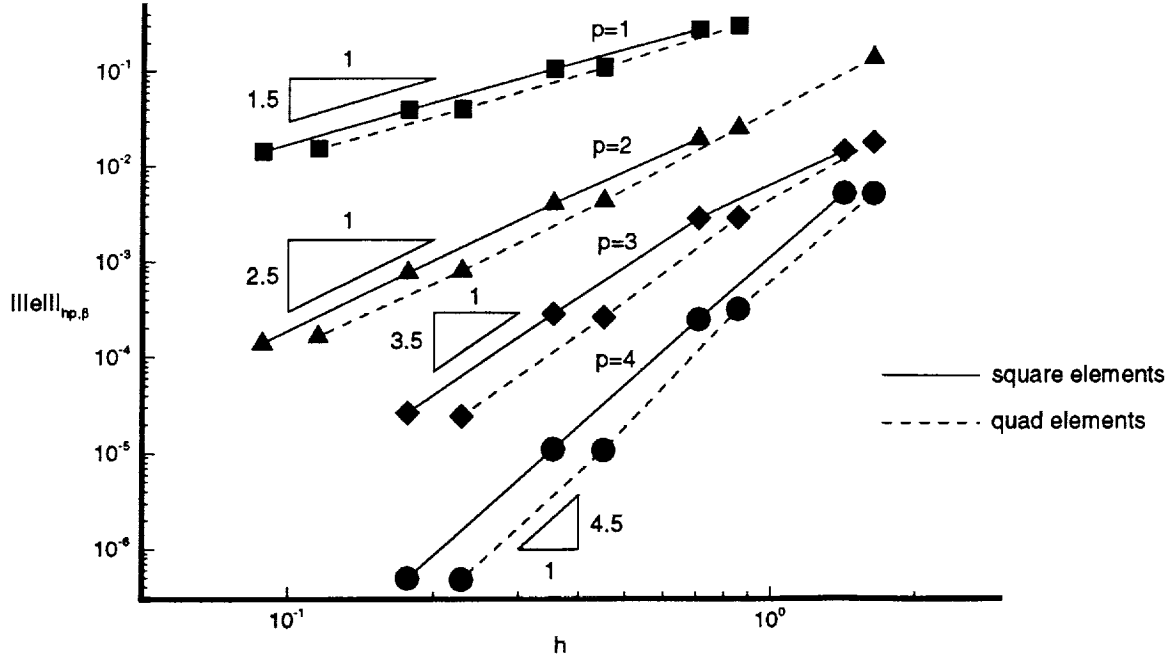 10⁻¹
10⁻²
10⁻³
10⁻⁴
10⁻⁵
10⁻⁶
|||e|||hp,β
p=1
1
1.5
p=2
1
2.5
p=3
1
3.5
p=4
4.5
1
square elements
quad elements
10⁻¹
10⁰
h